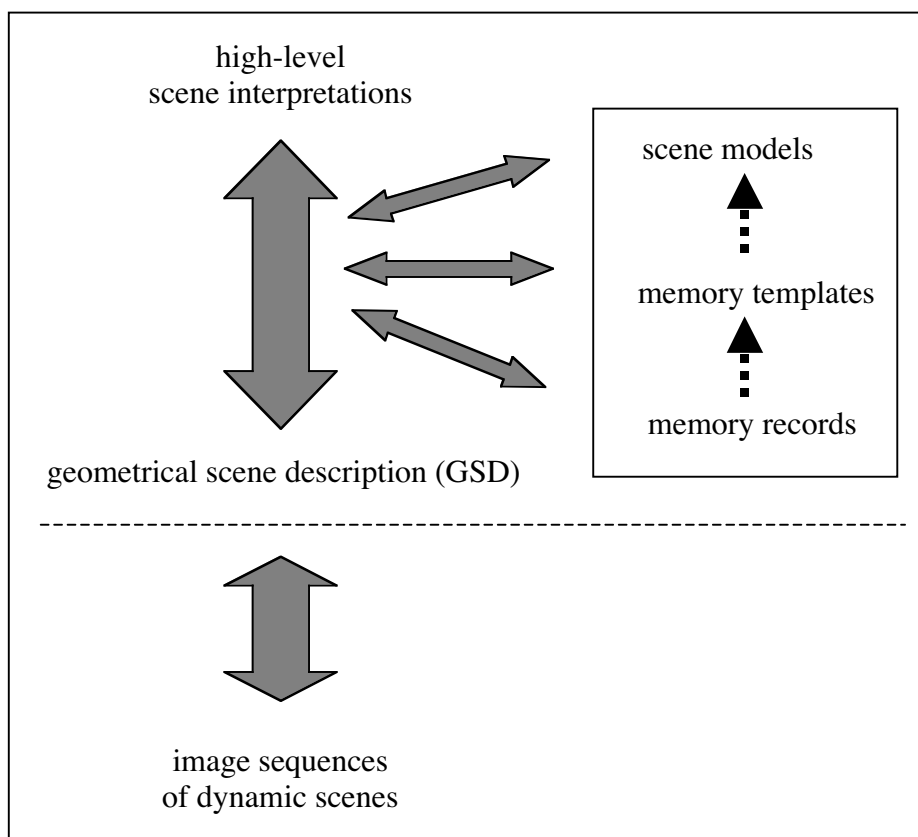 high-level
scene interpretations
scene models
memory templates
memory records
geometrical scene description (GSD)
image sequences
of dynamic scenes